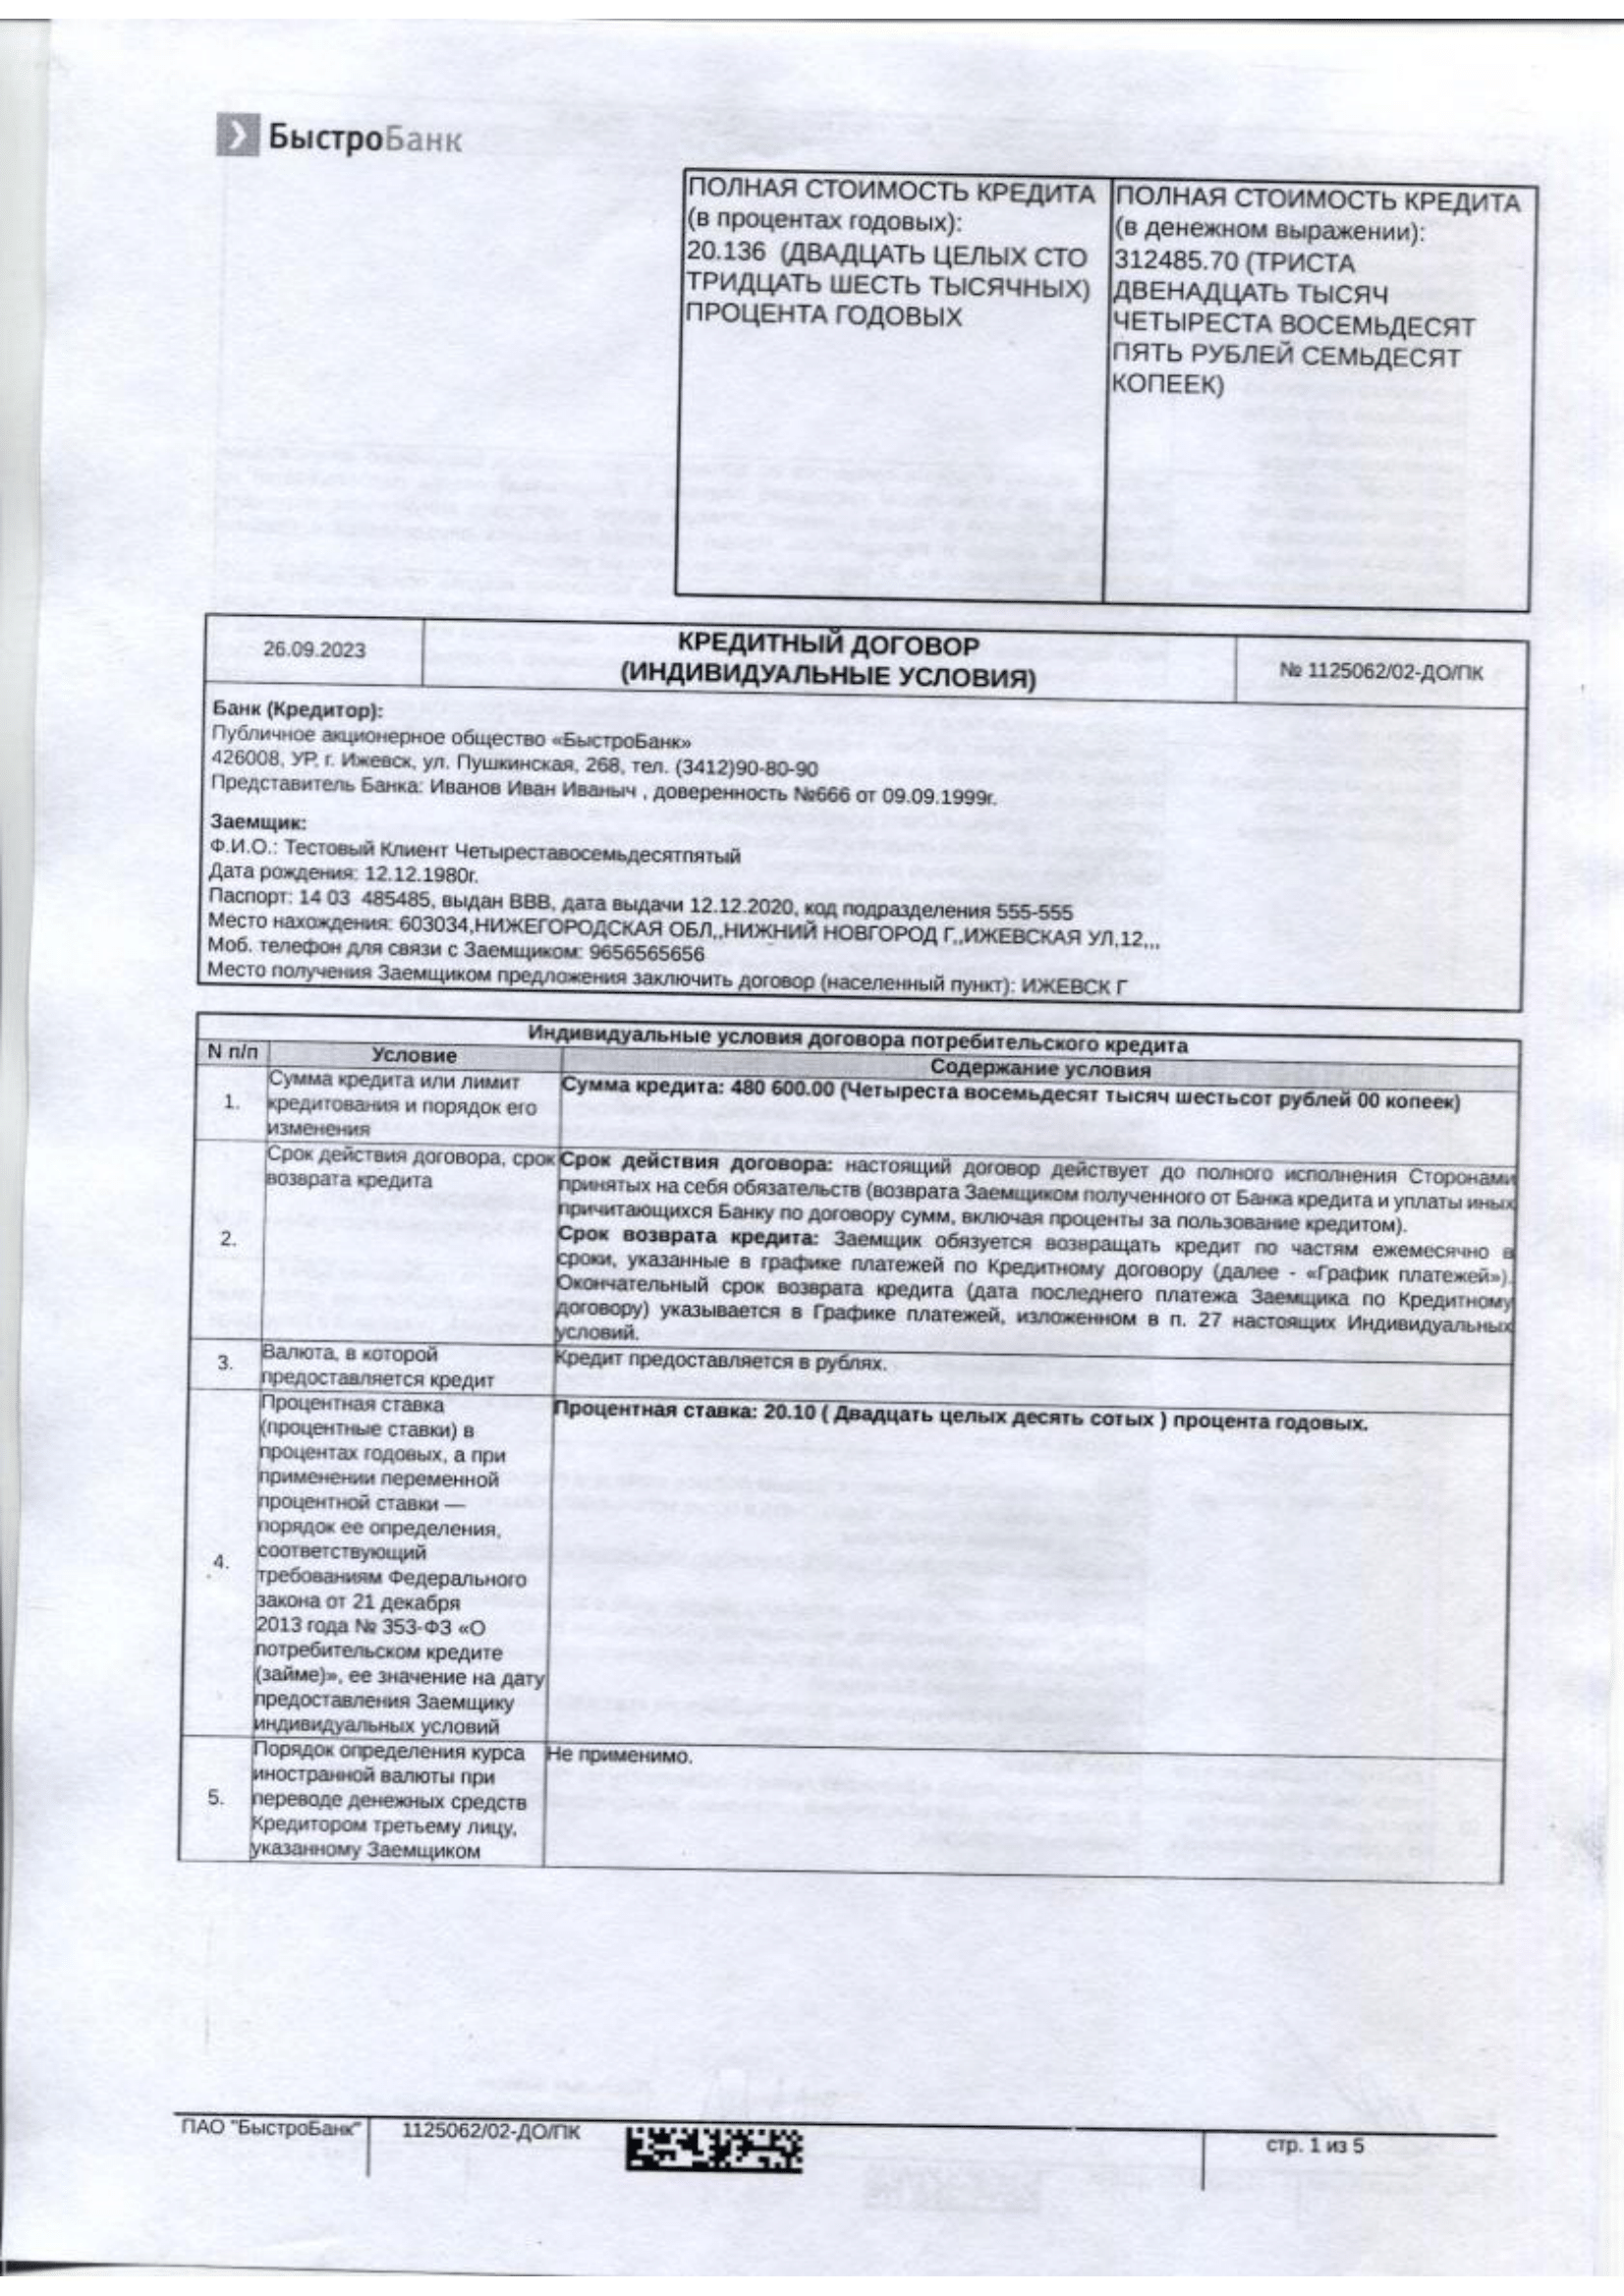 БыстроБанк
ПОЛНАЯ СТОИМОСТЬ КРЕДИТА
(в процентах годовых):
20.136 (ДВАДЦАТЬ ЦЕЛЫХ СТО
ТРИДЦАТЬ ШЕСТЬ ТЫСЯЧНЫХ)
ПРОЦЕНТА ГОДОВЫХ
ПОЛНАЯ СТОИМОСТЬ КРЕДИТА
(в денежном выражении):
312485.70 (ТРИСТА
ДВЕНАДЦАТЬ ТЫСЯЧ
ЧЕТЫРЕСТА ВОСЕМЬДЕСЯТ
ПЯТЬ РУБЛЕЙ СЕМЬДЕСЯТ
КОПЕЕК)
26.09.2023
КРЕДИТНЫЙ ДОГОВОР
(ИНДИВИДУАЛЬНЫЕ УСЛОВИЯ)
№ 1125062/02-ДО/ПК
Банк (Кредитор):
Публичное акционерное общество «БыстроБанк»
426008, УР, г. Ижевск, ул. Пушкинская, 268, тел. (3412)90-80-90
Представитель Банка: Иванов Иван Иваныч , доверенность №666 от 09.09.1999г.
Заемщик:
Ф.И.О.: Тестовый Клиент Четыреставосемьдесятпятый
Дата рождения: 12.12.1980г.
Паспорт: 14 03 485485, выдан ВВВ, дата выдачи 12.12.2020, код подразделения 555-555
Место нахождения: 603034,НИЖЕГОРОДСКАЯ ОБЛ,,НИЖНИЙ НОВГОРОД Г,,ИЖЕВСКАЯ УЛ,12,,,
Моб. телефон для связи с Заемщиком: 9656565656
Место получения Заемщиком предложения заключить договор (населенный пункт): ИЖЕВСК Г
Индивидуальные условия договора потребительского кредита
N п/п
Условие
Содержание условия
1.
Сумма кредита или лимит
кредитования и порядок его
изменения
Сумма кредита: 480 600.00 (Четыреста восемьдесят тысяч шестьсот рублей 00 копеек)
2.
Срок действия договора, срок
возврата кредита
Срок действия договора: настоящий договор действует до полного исполнения Сторонами
принятых на себя обязательств (возврата Заемщиком полученного от Банка кредита и уплаты иных
причитающихся Банку по договору сумм, включая проценты за пользование кредитом).
Срок возврата кредита: Заемщик обязуется возвращать кредит по частям ежемесячно в
сроки, указанные в графике платежей по Кредитному договору (далее - «График платежей»).
Окончательный срок возврата кредита (дата последнего платежа Заемщика по Кредитному
договору) указывается в Графике платежей, изложенном в п. 27 настоящих Индивидуальных
условий.
3.
Валюта, в которой
предоставляется кредит
Кредит предоставляется в рублях.
4.
Процентная ставка
(процентные ставки) в
процентах годовых, а при
применении переменной
процентной ставки —
порядок ее определения,
соответствующий
требованиям Федерального
закона от 21 декабря
2013 года № 353-ФЗ «О
потребительском кредите
(займе)», ее значение на дату
предоставления Заемщику
индивидуальных условий
Процентная ставка: 20.10 ( Двадцать целых десять сотых ) процента годовых.
5.
Порядок определения курса
иностранной валюты при
переводе денежных средств
Кредитором третьему лицу,
указанному Заемщиком
Не применимо.
ПАО "БыстроБанк"
1125062/02-ДО/ПК
стр. 1 из 5